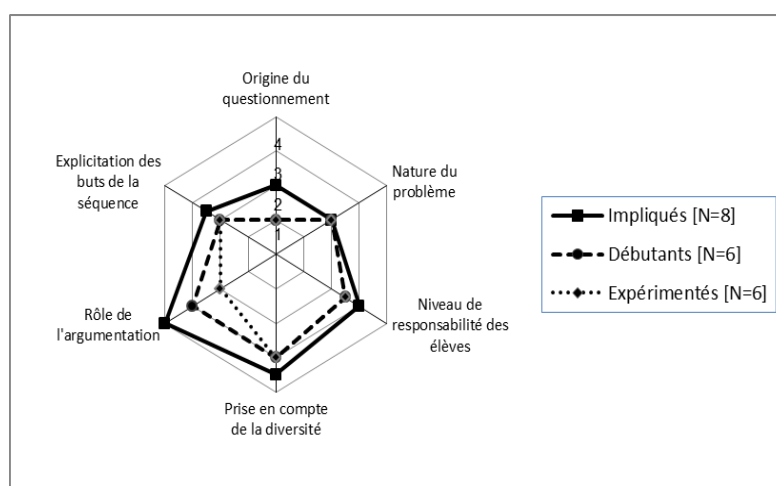 Origine du
questionnement
4
3
2
1
Explicitation des
buts de la
séquence
Nature du
problème
Impliqués [N=8]
Débutants [N=6]
Expérimentés [N=6]
Rôle de
l'argumentation
Niveau de
responsabilité des
élèves
Prise en compte
de la diversité